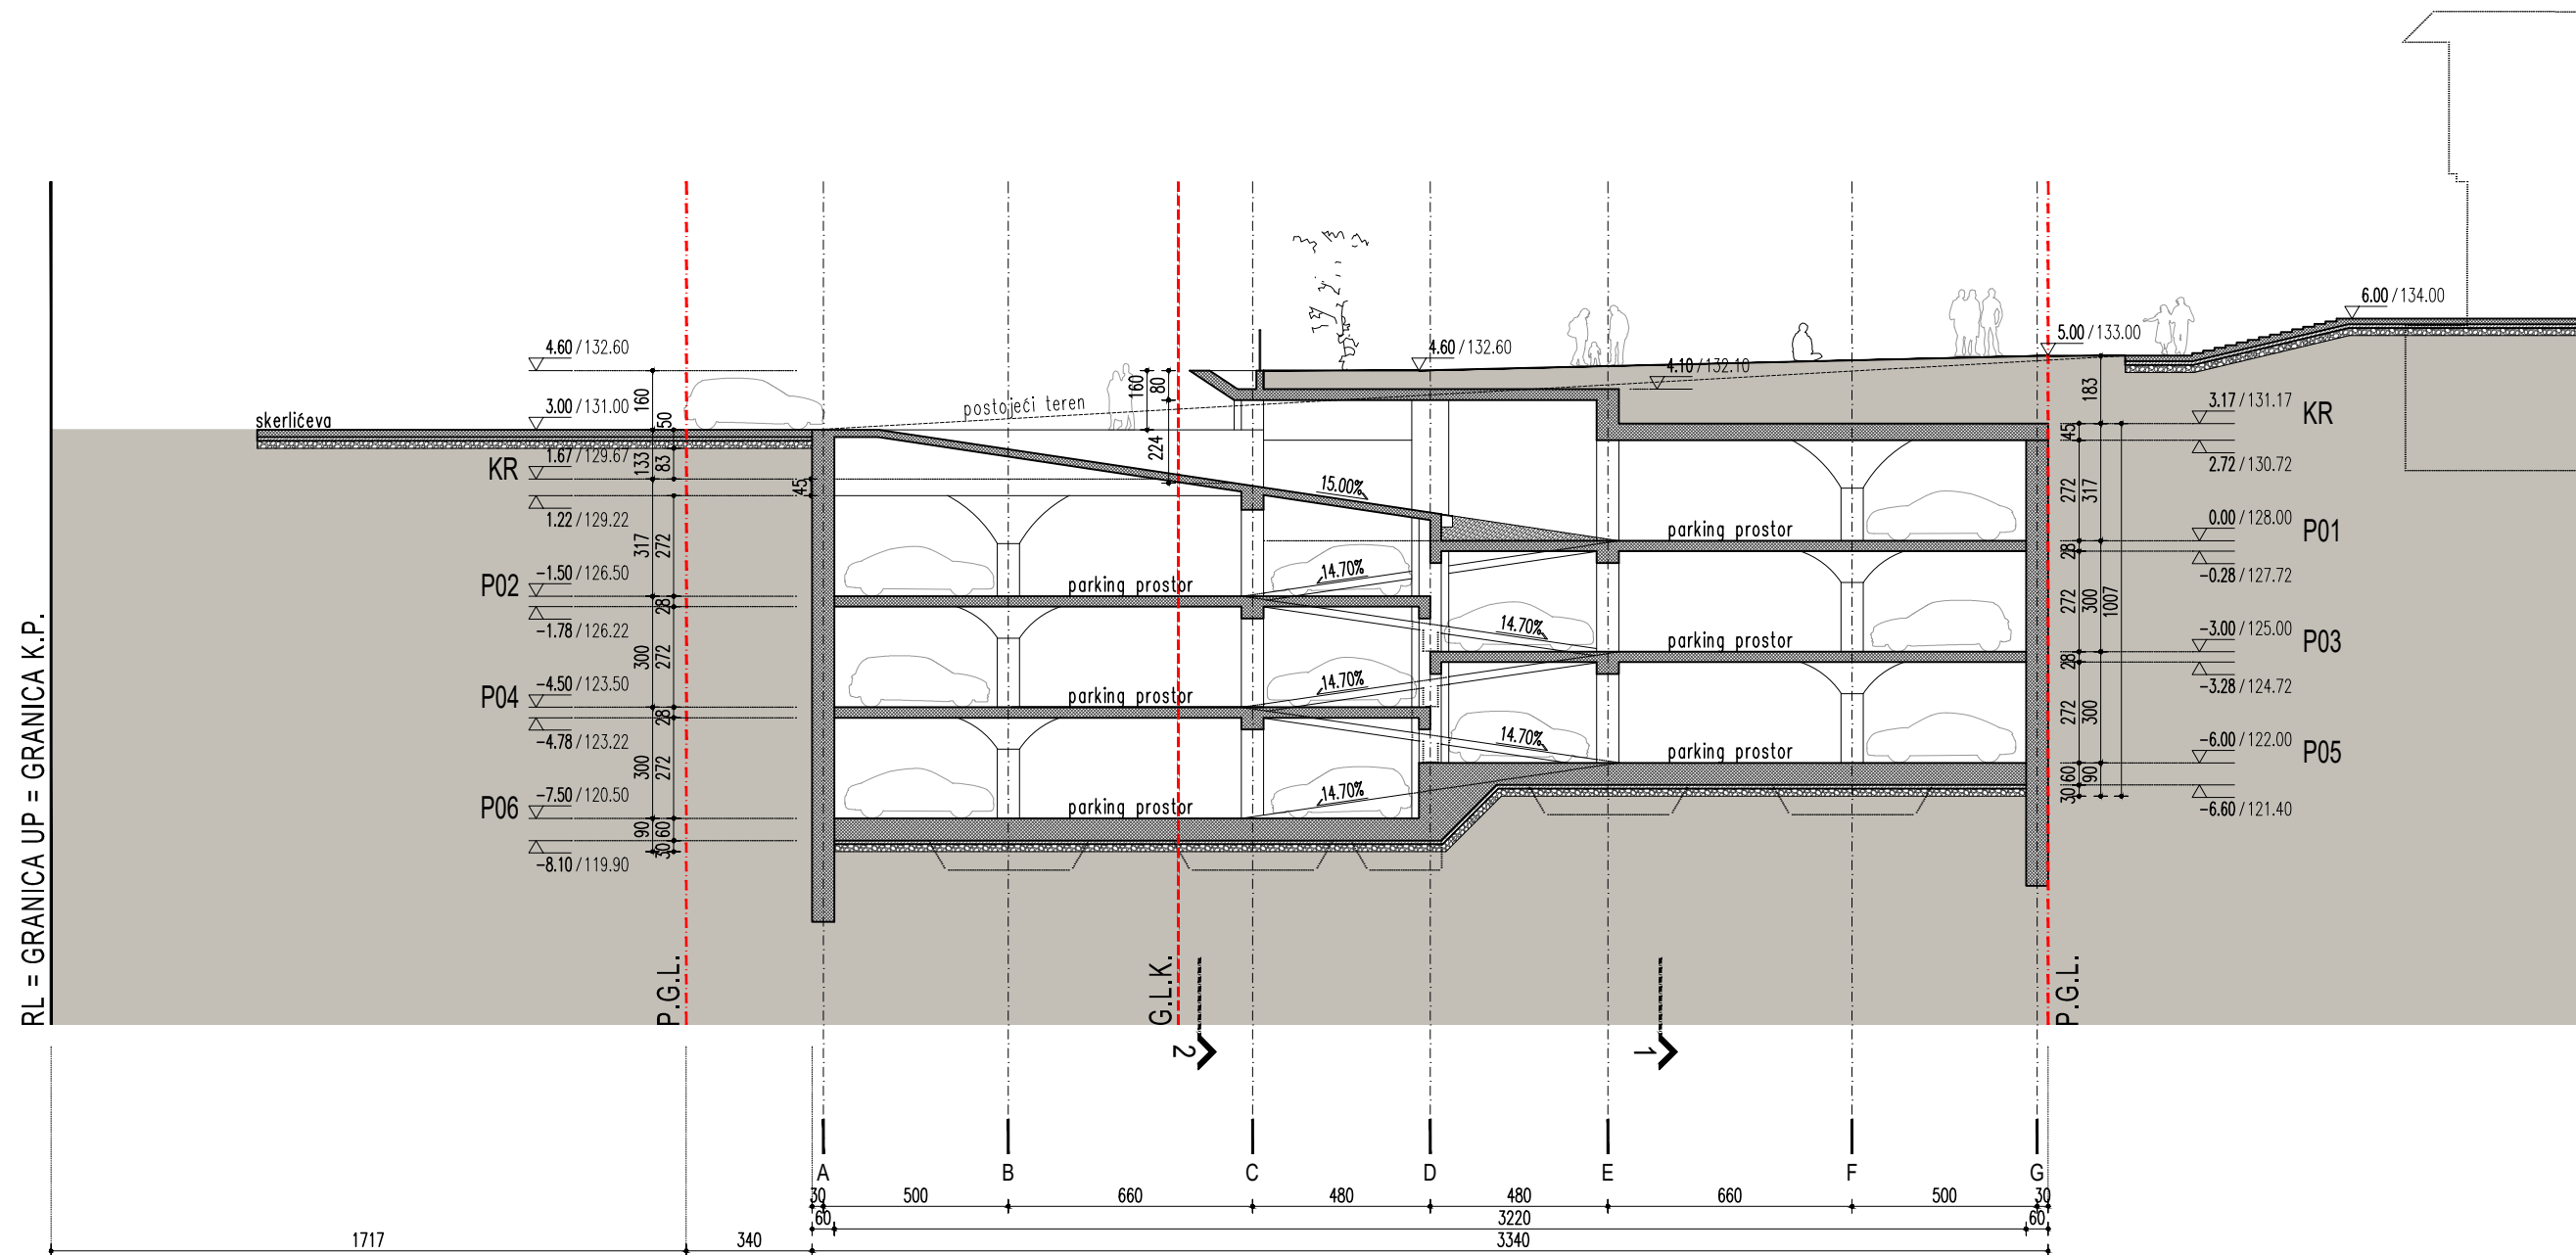 6.00 / 134.00
5.00 / 133.00
4.60 / 132.60
4.60 / 132.60
4.10 / 132.10
160
80
160
183
3.00 / 131.00
3.17 / 131.17
KR
skerlićeva
postojeći teren
50
224
45
1.67 / 129.67
KR
133
83
45
2.72 / 130.72
1.22 / 129.22
15.00%
272
317
317
272
parking prostor
0.00 / 128.00
P01
28
-0.28 / 127.72
-1.50 / 126.50
P02
parking prostor
14.70%
28
-1.78 / 126.22
272
300
1007
14.70%
-3.00 / 125.00
P03
300
272
parking prostor
28
-3.28 / 124.72
-4.50 / 123.50
P04
parking prostor
14.70%
28
-4.78 / 123.22
272
300
14.70%
-6.00 / 122.00
P05
300
272
parking prostor
60
90
30
-6.60 / 121.40
-7.50 / 120.50
P06
parking prostor
14.70%
90
60
30
-8.10 / 119.90
RL = GRANICA UP = GRANICA K.P.
P.G.L.
G.L.K.
P.G.L.
2
1
A
B
C
D
E
F
G
30
500
660
480
480
660
500
30
60
3220
60
1717
340
3340